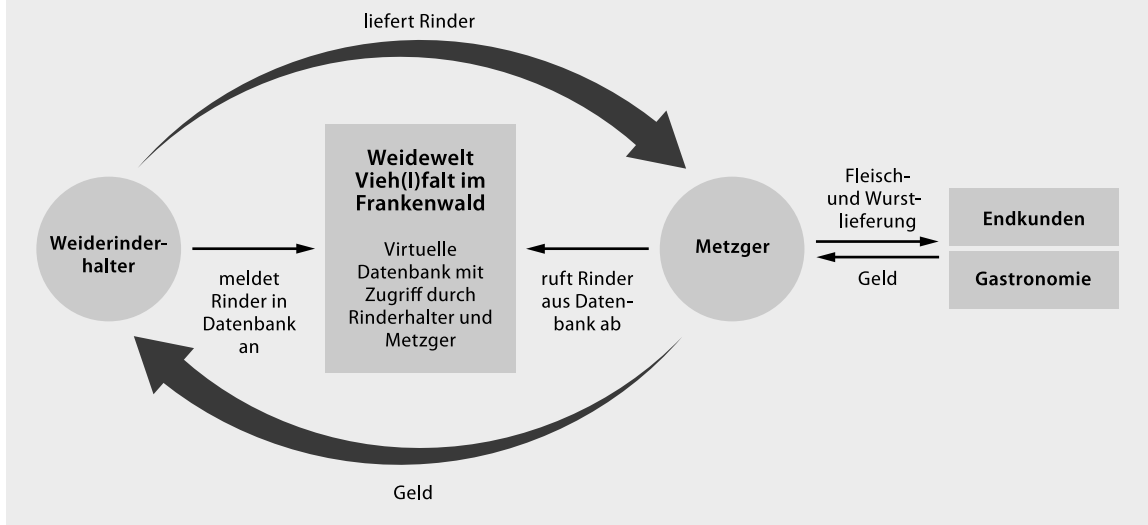 liefert Rinder
Weidewelt
Vieh(l)falt im
Frankenwald
Virtuelle
Datenbank mit
Zugriff durch
Rinderhalter und
Metzger
Weiderinder-
halter
meldet
Rinder in
Datenbank
an
ruft Rinder
aus Daten-
bank ab
Metzger
Fleisch-
und Wurst-
lieferung
Geld
Endkunden
Gastronomie
Geld